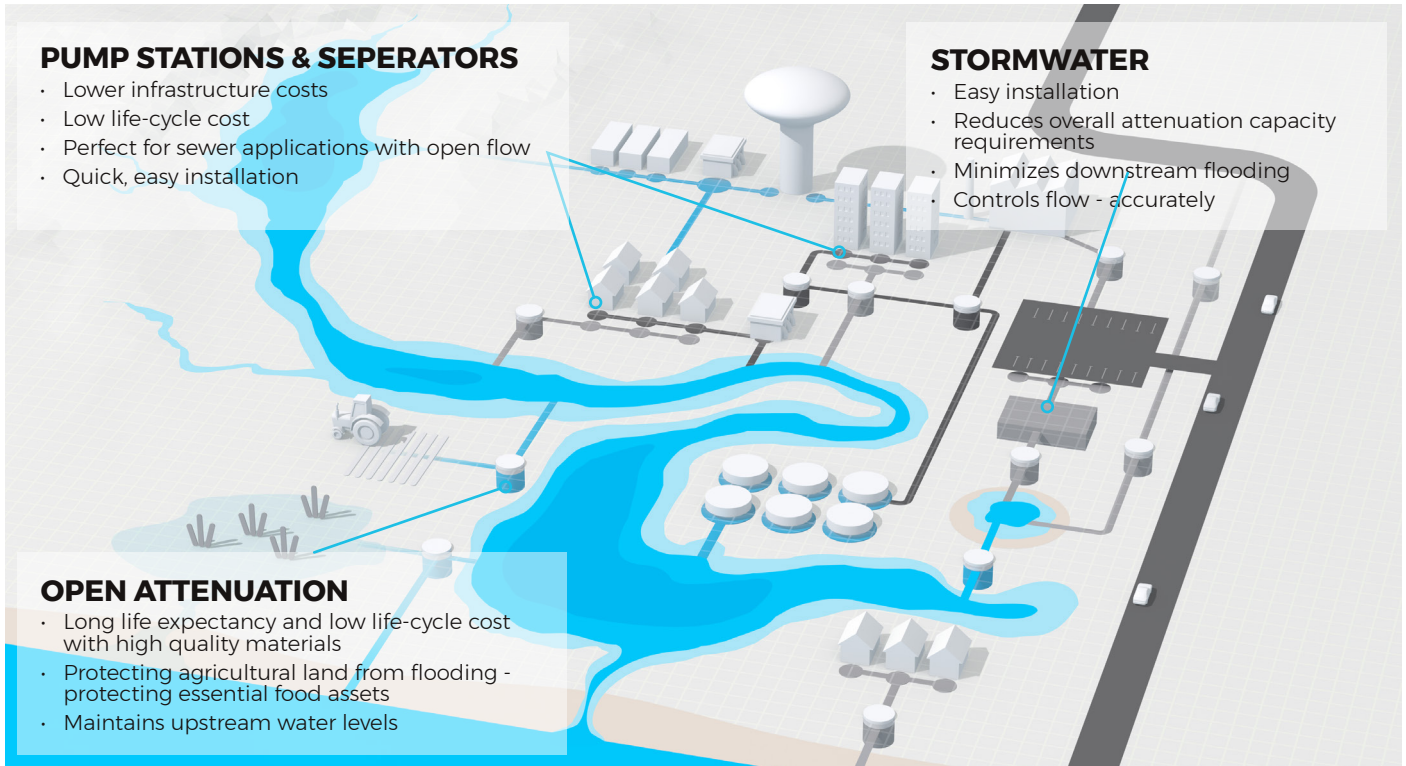 PUMP STATIONS & SEPERATORS
• Lower infrastructure costs
• Low life-cycle cost
• Perfect for sewer applications with open flow
• Quick, easy installation
STORMWATER
• Easy installation
• Reduces overall attenuation capacity
requirements
• Minimizes downstream flooding
• Controls flow - accurately
OPEN ATTENUATION
• Long life expectancy and low life-cycle cost
with high quality materials
• Protecting agricultural land from flooding -
protecting essential food assets
• Maintains upstream water levels